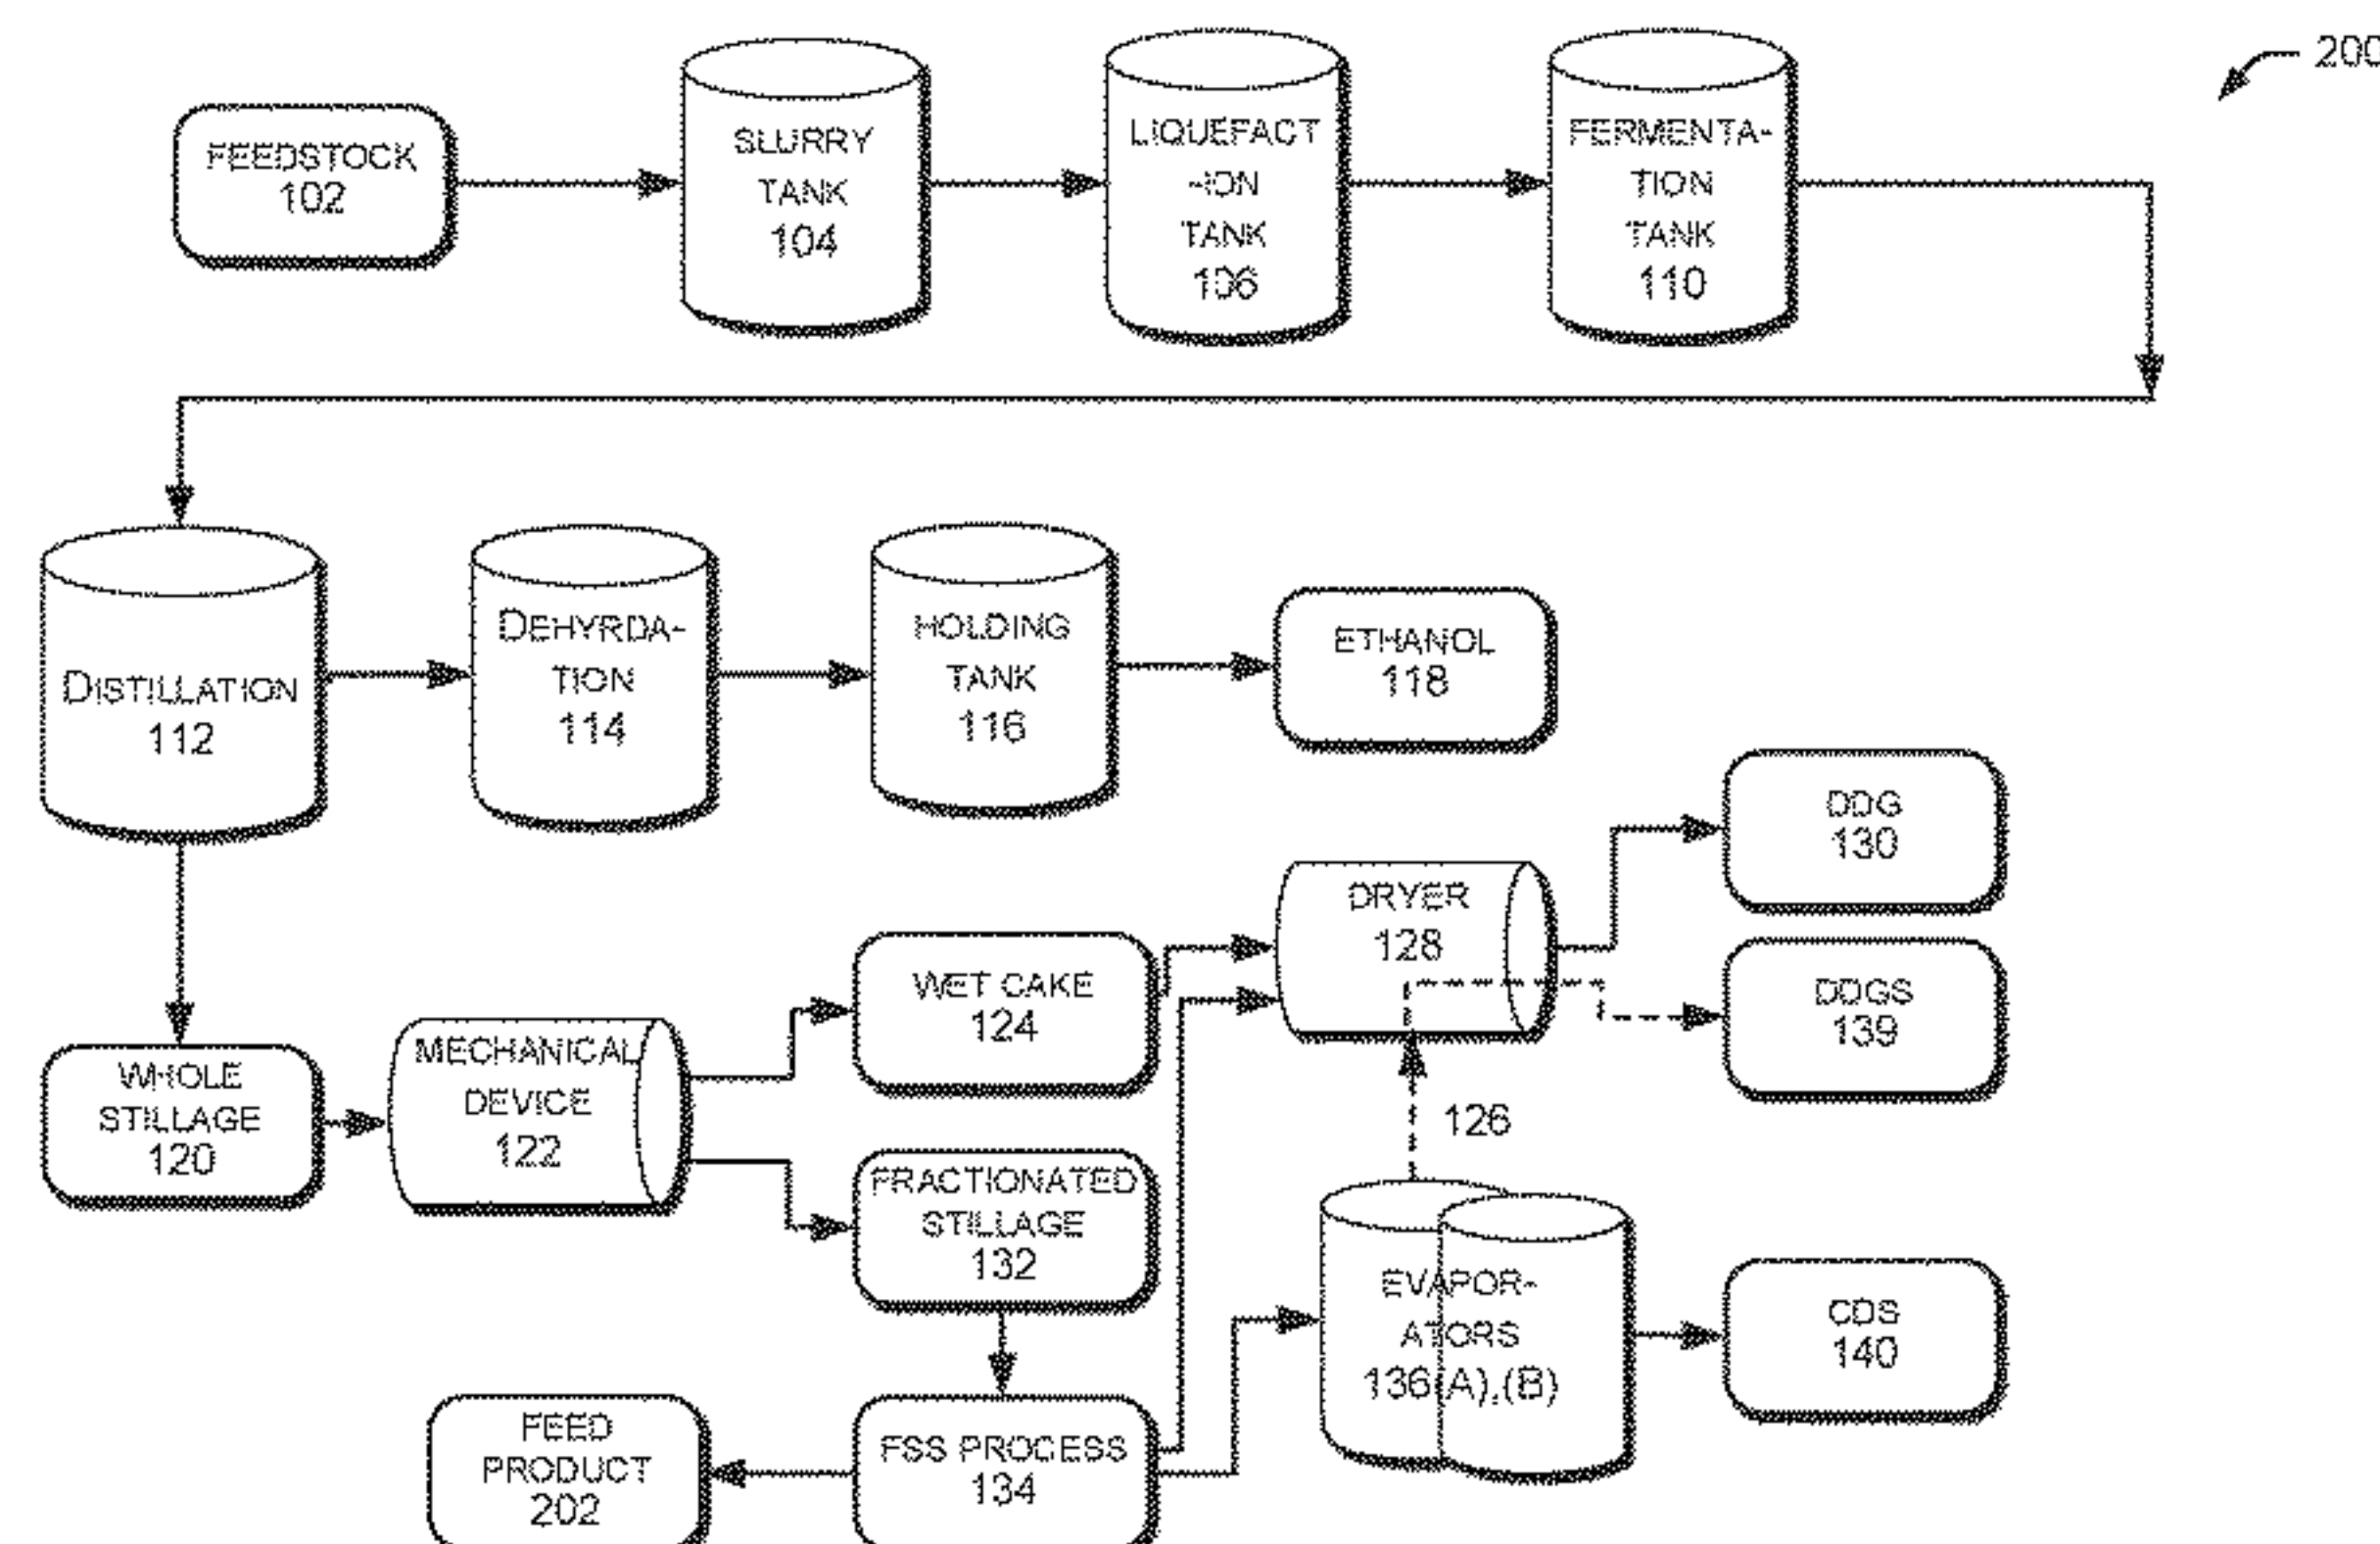 200
FEEDSTOCK
102
SLURRY
TANK
104
LIQUEFACT
-ION
TANK
106
FERMENTA-
TION
TANK
110
DISTILLATION
112
DEHYRDA-
TION
114
HOLDING
TANK
116
ETHANOL
118
DDG
130
DRYER
128
DDGS
139
WET CAKE
124
WHOLE
STILLAGE
120
MECHANICAL
DEVICE
122
126
FRACTIONATED
STILLAGE
132
EVAPOR-
ATORS
136(A),(B)
CDS
140
FEED
PRODUCT
202
FSS PROCESS
134